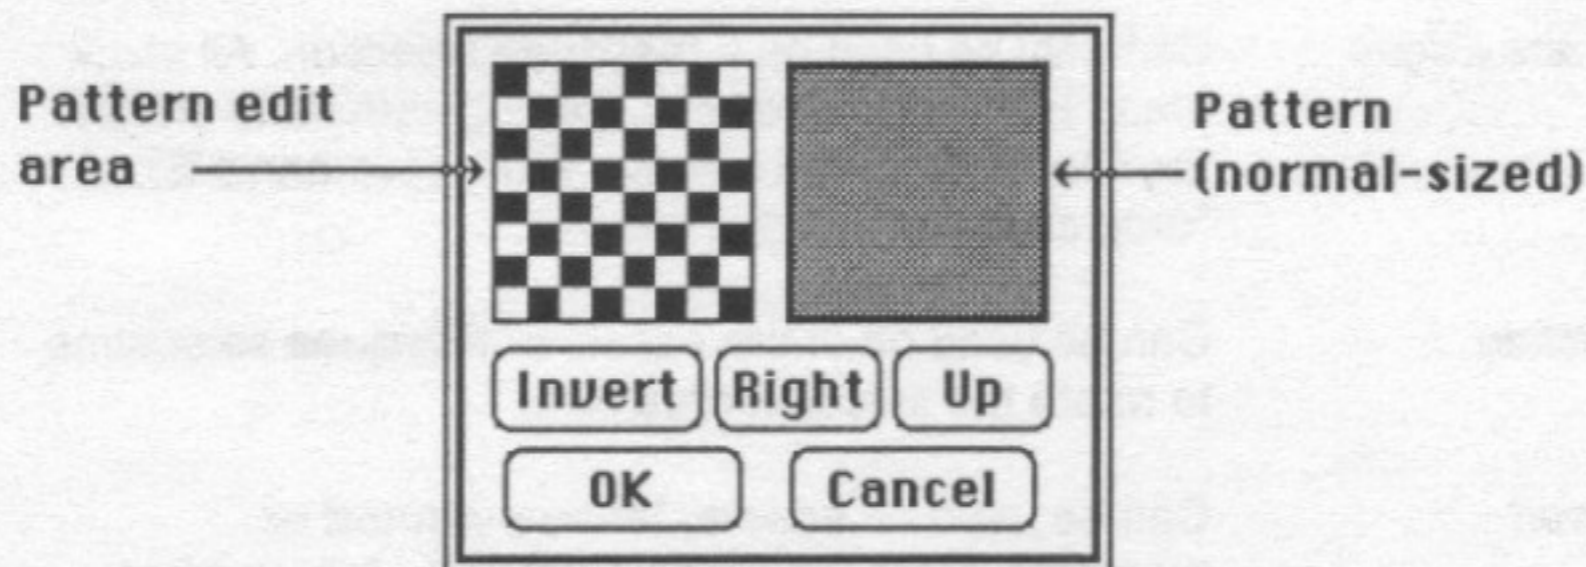 Pattern edit
area
Pattern
(normal-sized)
Invert Right Up
OK Cancel